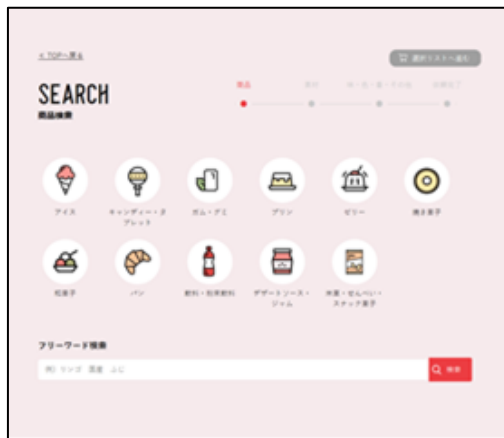 < TOPへ戻る
選択リストへ進む
SEARCH
商品検索
商品
アイス
キャンディー・タブレット
ガム・グミ
プリン
ゼリー
焼き菓子
和菓子
パン
飲料・粉末飲料
デザートソース・ジャム
米菓・せんべい・スナック菓子
フリーワード検索
例) リンゴ 国産 ふじ
検索